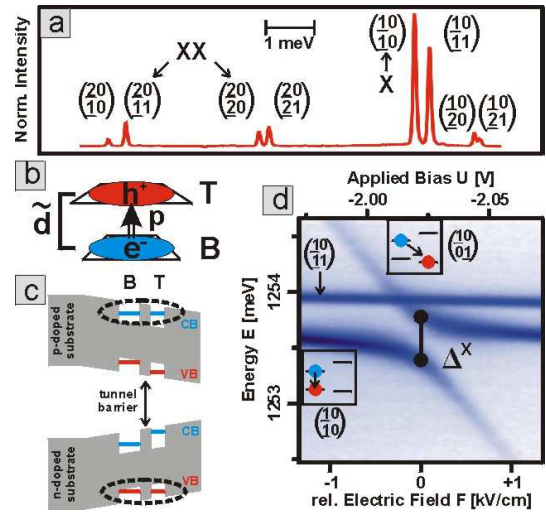 a
Norm. Intensity
XX
1 meV
X
(20/10)
(20/11)
(20/20)
(20/21)
(10/10)
(10/11)
(10/20)
(10/21)
b
h+
T
d̃
p
e-
B
c
B T
p-doped
substrate
CB
VB
tunnel
barrier
n-doped
substrate
CB
VB
d
Applied Bias U [V]
-2.00 -2.05
Energy E [meV]
1254
1253
(10/11)
(10/01)
Δ^X
(10/10)
-1 0 +1
rel. Electric Field F [kV/cm]